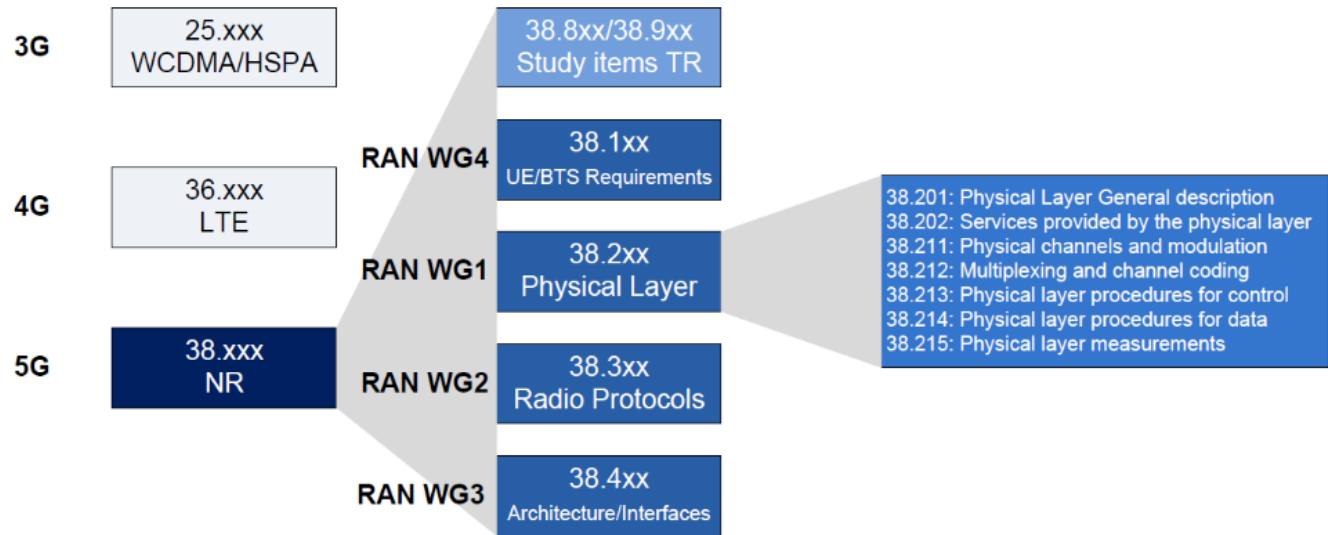 3G
25.xxx
WCDMA/HSPA
4G
36.xxx
LTE
5G
38.xxx
NR
38.8xx/38.9xx
Study items TR
RAN WG4
38.1xx
UE/BTS Requirements
RAN WG1
38.2xx
Physical Layer
RAN WG2
38.3xx
Radio Protocols
RAN WG3
38.4xx
Architecture/Interfaces
38.201: Physical Layer General description
38.202: Services provided by the physical layer
38.211: Physical channels and modulation
38.212: Multiplexing and channel coding
38.213: Physical layer procedures for control
38.214: Physical layer procedures for data
38.215: Physical layer measurements